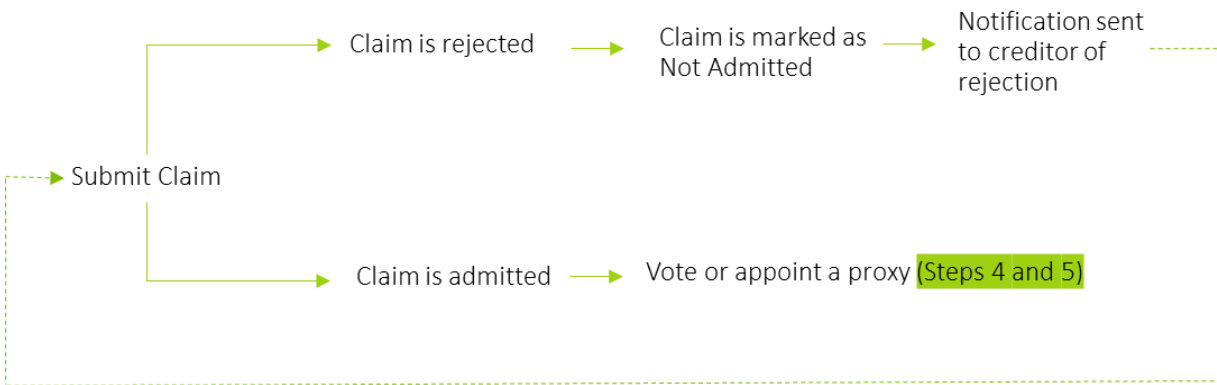 Claim is rejected
Claim is marked as
Not Admitted
Notification sent
to creditor of
rejection
Submit Claim
Claim is admitted
Vote or appoint a proxy (Steps 4 and 5)